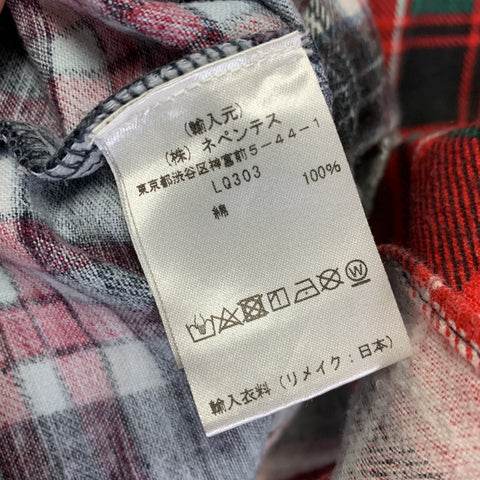 (輸入元)
(株) ネペンテス
東京都渋谷区神宮前5-44-1
LQ303
綿 100%
W
輸入衣料 (リメイク:日本)